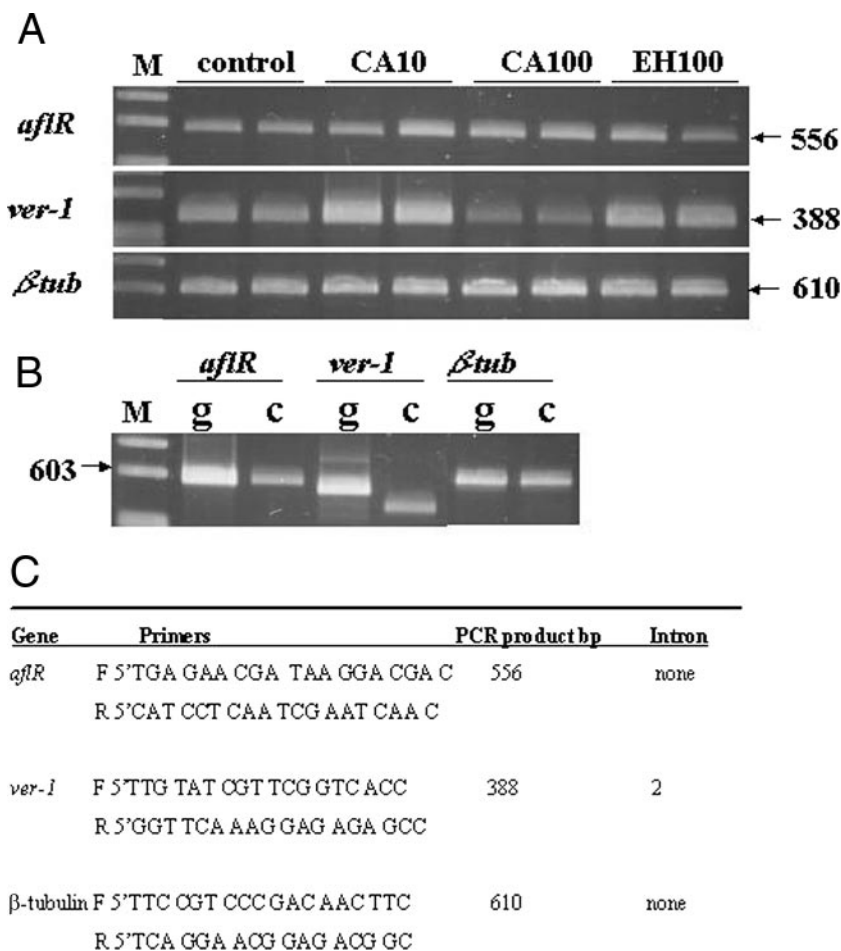 A
M control CA10 CA100 EH100
aflR 556
ver-1 388
β-tub 610
B
aflR ver-1 β-tub
M g c g c g c
603
C
Gene Primers PCR product bp Intron
aflR F 5'TGA GAA CGA TAA GGA CGA C 556 none
R 5'CAT CCT CAA TCG AAT CAA C
ver-1 F 5'TTG TAT CGT TCG GTC ACC 388 2
R 5'GGT TCA AAG GAG AGA GCC
β-tubulin F 5'TTC CGT CCC GAC AAC TTC 610 none
R 5'TCA GGA ACG GAG ACG GC